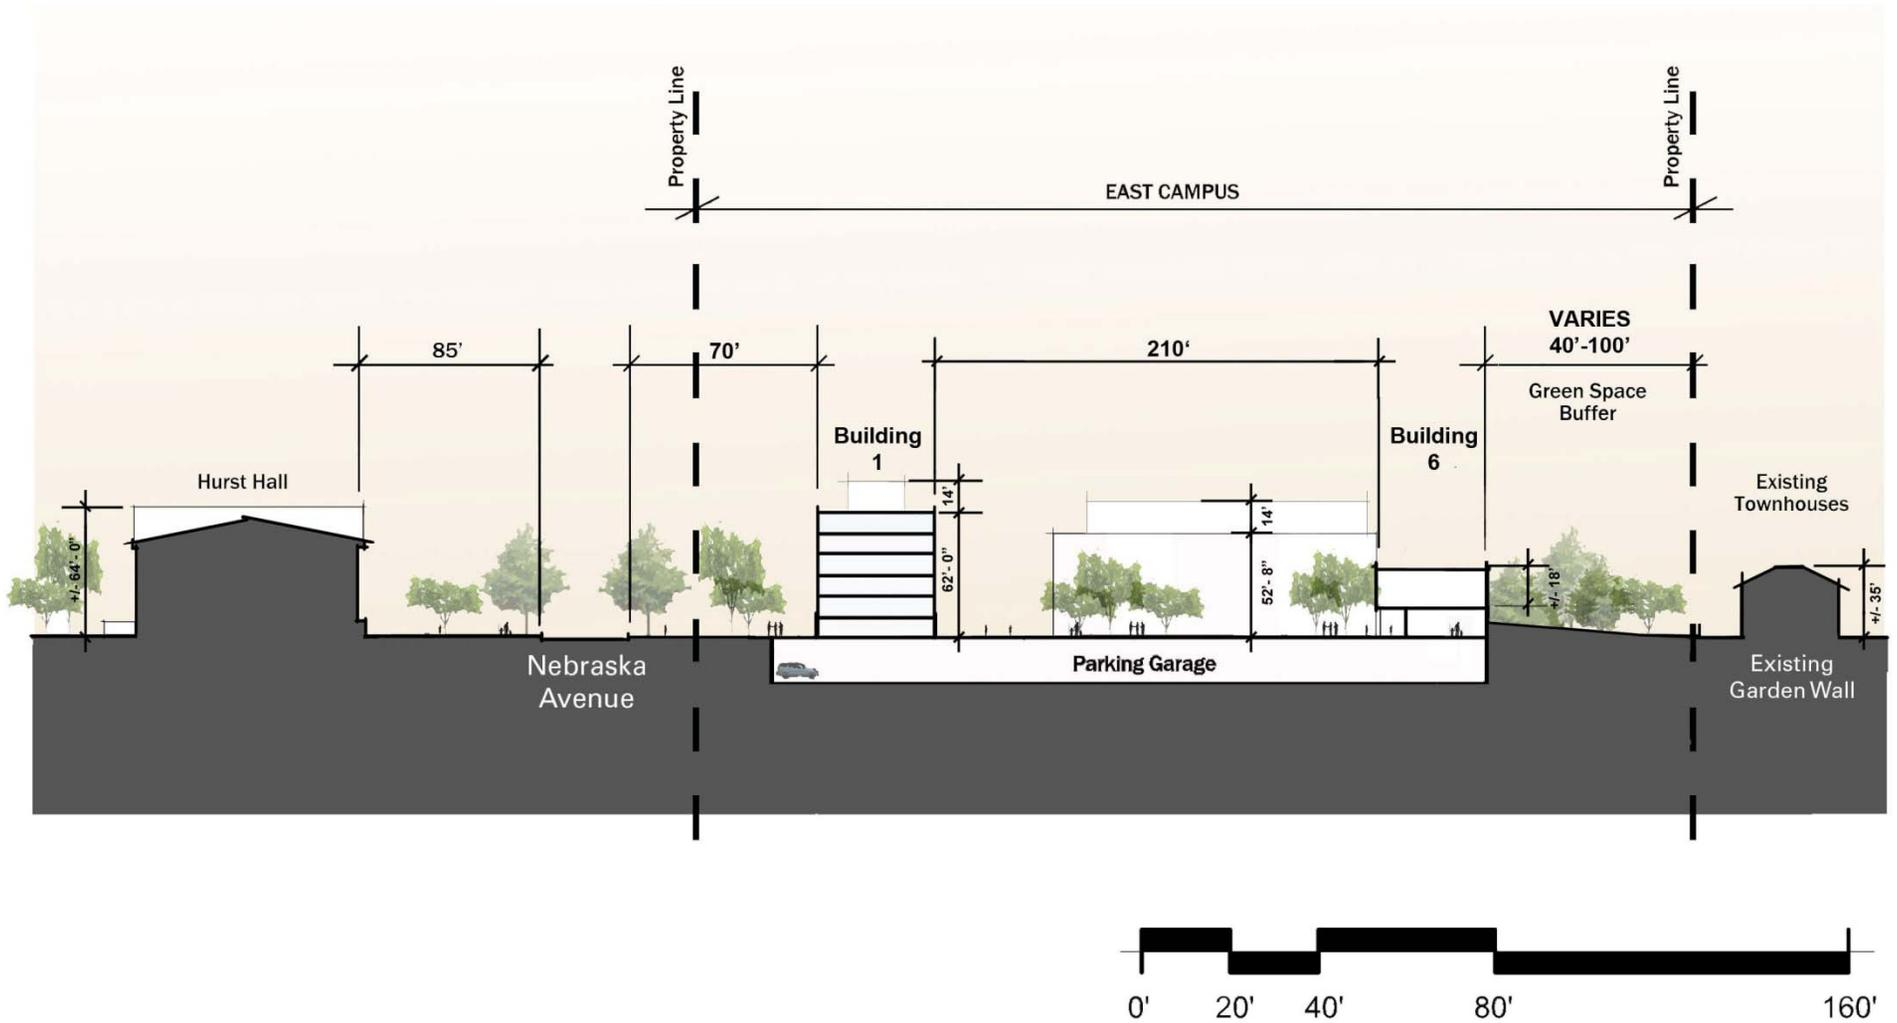 Property Line
Property Line
EAST CAMPUS
VARIES
40'-100'
85'
70'
210'
Green Space
Buffer
Building
1
Building
6
Hurst Hall
Existing
Townhouses
14'
14'
+/- 64'- 0"
62'- 0"
52'- 8"
+/- 18'
+/- 35'
Nebraska
Avenue
Parking Garage
Existing
Garden Wall
0' 20' 40' 80' 160'